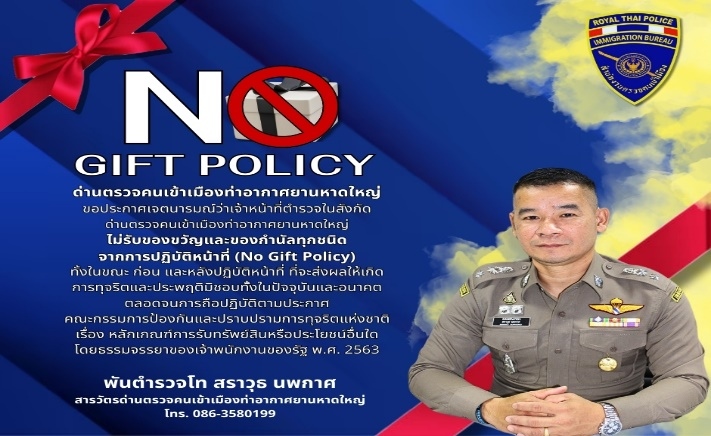 ROYAL THAI POLICE
IMMIGRATION BUREAU
สำนักงานตรวจคนเข้าเมือง
NO
GIFT POLICY
ด่านตรวจคนเข้าเมืองท่าอากาศยานหาดใหญ่
ขอประกาศเจตนารมณ์ว่าเจ้าหน้าที่ตำรวจในสังกัด
ด่านตรวจคนเข้าเมืองท่าอากาศยานหาดใหญ่
ไม่รับของขวัญและของกำนัลทุกชนิด
จากการปฏิบัติหน้าที่ (No Gift Policy)
ทั้งในขณะ ก่อน และหลังปฏิบัติหน้าที่ ที่จะส่งผลให้เกิด
การทุจริตและประพฤติมิชอบทั้งในปัจจุบันและอนาคต
ตลอดจนการถือปฏิบัติตามประกาศ
คณะกรรมการป้องกันและปราบปรามการทุจริตแห่งชาติ
เรื่อง หลักเกณฑ์การรับทรัพย์สินหรือประโยชน์อื่นใด
โดยธรรมจรรยาของเจ้าพนักงานของรัฐ พ.ศ. 2563
พันตำรวจโท สราวุธ นพภาศ
สารวัตรด่านตรวจคนเข้าเมืองท่าอากาศยานหาดใหญ่
โทร. 086-3580199